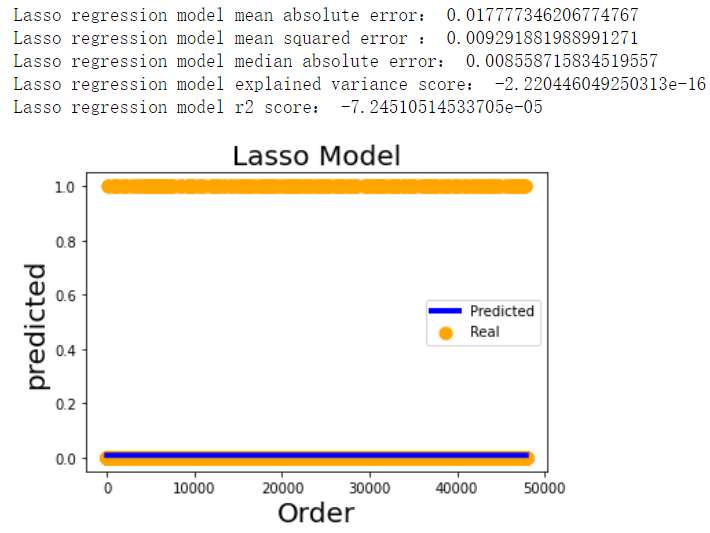 Lasso regression model mean absolute error： 0.017777346206774767
Lasso regression model mean squared error ： 0.009291881988991271
Lasso regression model median absolute error： 0.008558715834519557
Lasso regression model explained variance score： -2.220446049250313e-16
Lasso regression model r2 score： -7.24510514533705e-05
Lasso Model
1.0
0.8
0.6
0.4
0.2
0.0
predicted
Predicted
Real
0 10000 20000 30000 40000 50000
Order